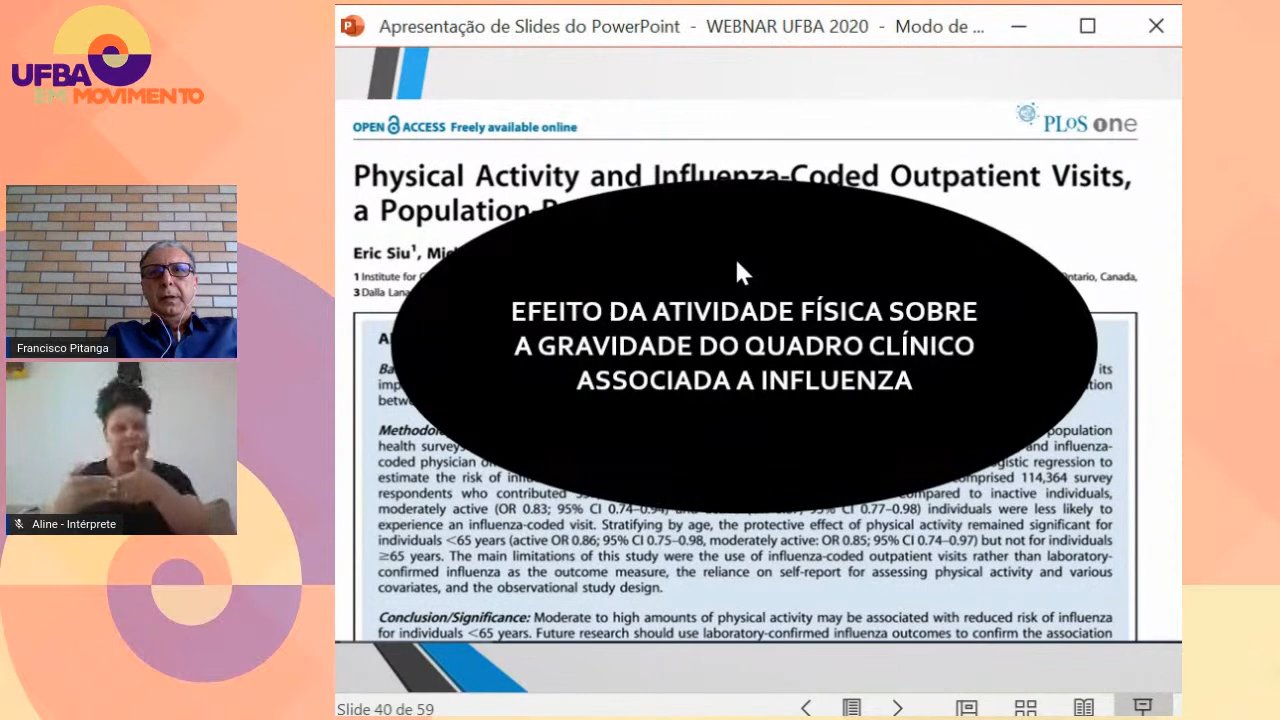 UFBA
EM MOVIMENTO
Francisco Pitanga
Aline - Intérprete
Apresentação de Slides do PowerPoint - WEBNAR UFBA 2020 - Modo de ...
OPEN ACCESS Freely available online
PLoS one
Physical Activity and Influenza-Coded Outpatient Visits,
a Population-
Eric Siu1,
1 Institute for
Ontario, Canada,
3 Dalla Lana
EFEITO DA ATIVIDADE FÍSICA SOBRE
A GRAVIDADE DO QUADRO CLÍNICO
ASSOCIADA A INFLUENZA
its
population
health surveys
and influenza-
coded physician
logistic regression to
estimate the risk of
comprised 114,364 survey
respondents who contributed
compared to inactive individuals,
moderately active (OR 0.83; 95% CI 0.74–0.94) and
95% CI 0.77–0.98) individuals were less likely to
experience an influenza-coded visit. Stratifying by age, the protective effect of physical activity remained significant for
individuals <65 years (active OR 0.86; 95% CI 0.75–0.98, moderately active: OR 0.85; 95% CI 0.74–0.97) but not for individuals
≥65 years. The main limitations of this study were the use of influenza-coded outpatient visits rather than laboratory-
confirmed influenza as the outcome measure, the reliance on self-report for assessing physical activity and various
covariates, and the observational study design.
Conclusion/Significance: Moderate to high amounts of physical activity may be associated with reduced risk of influenza
for individuals <65 years. Future research should use laboratory-confirmed influenza outcomes to confirm the association
Slide 40 de 59